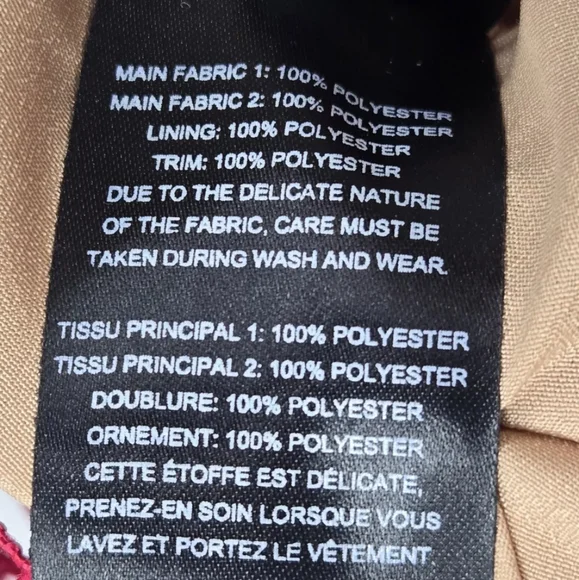 MAIN FABRIC 1: 100% POLYESTER
MAIN FABRIC 2: 100% POLYESTER
LINING: 100% POLYESTER
TRIM: 100% POLYESTER
DUE TO THE DELICATE NATURE
OF THE FABRIC, CARE MUST BE
TAKEN DURING WASH AND WEAR.
TISSU PRINCIPAL 1: 100% POLYESTER
TISSU PRINCIPAL 2: 100% POLYESTER
DOUBLURE: 100% POLYESTER
ORNEMENT: 100% POLYESTER
CETTE ÉTOFFE EST DÉLICATE,
PRENEZ-EN SOIN LORSQUE VOUS
LAVEZ ET PORTEZ LE VÊTEMENT